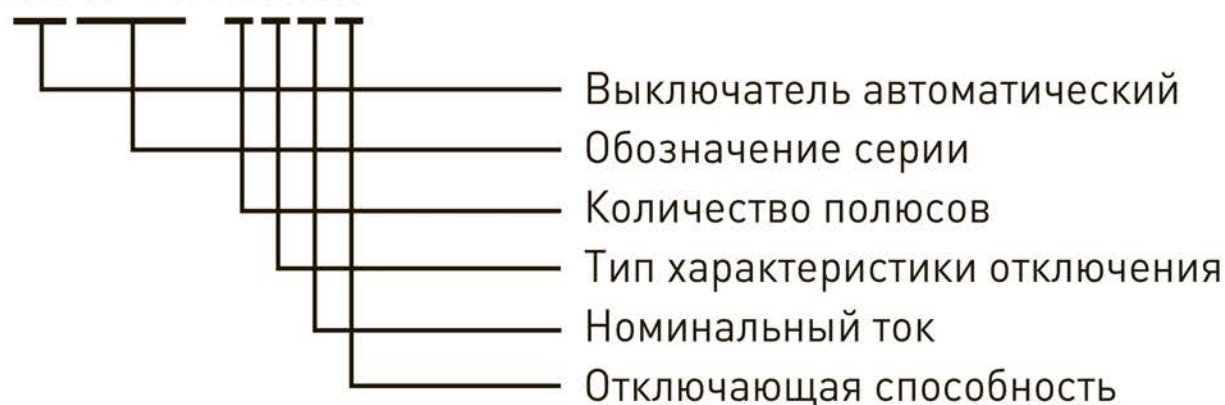 Выключатель автоматический
Обозначение серии
Количество полюсов
Тип характеристики отключения
Номинальный ток
Отключающая способность